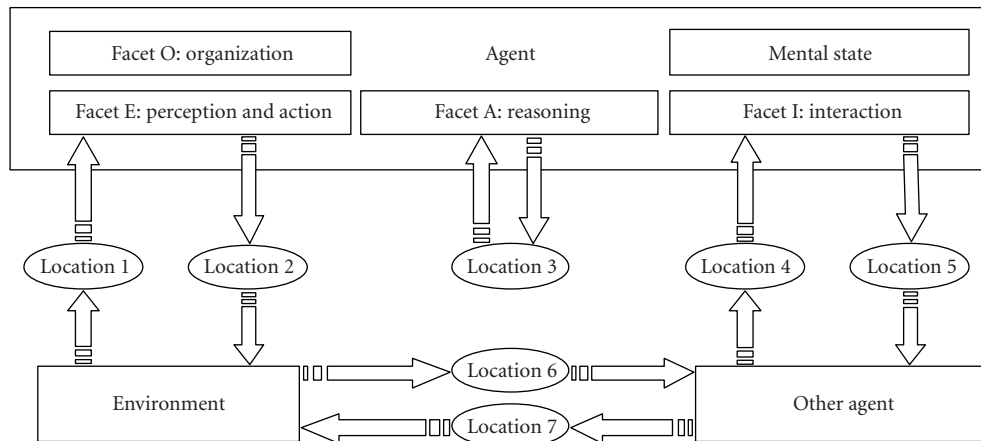 Facet O: organization
Agent
Mental state
Facet E: perception and action
Facet A: reasoning
Facet I: interaction
Location 1
Location 2
Location 3
Location 4
Location 5
Location 6
Environment
Other agent
Location 7